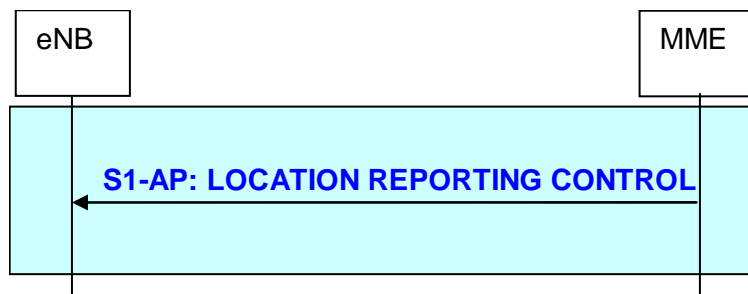 eNB
MME
S1-AP: LOCATION REPORTING CONTROL